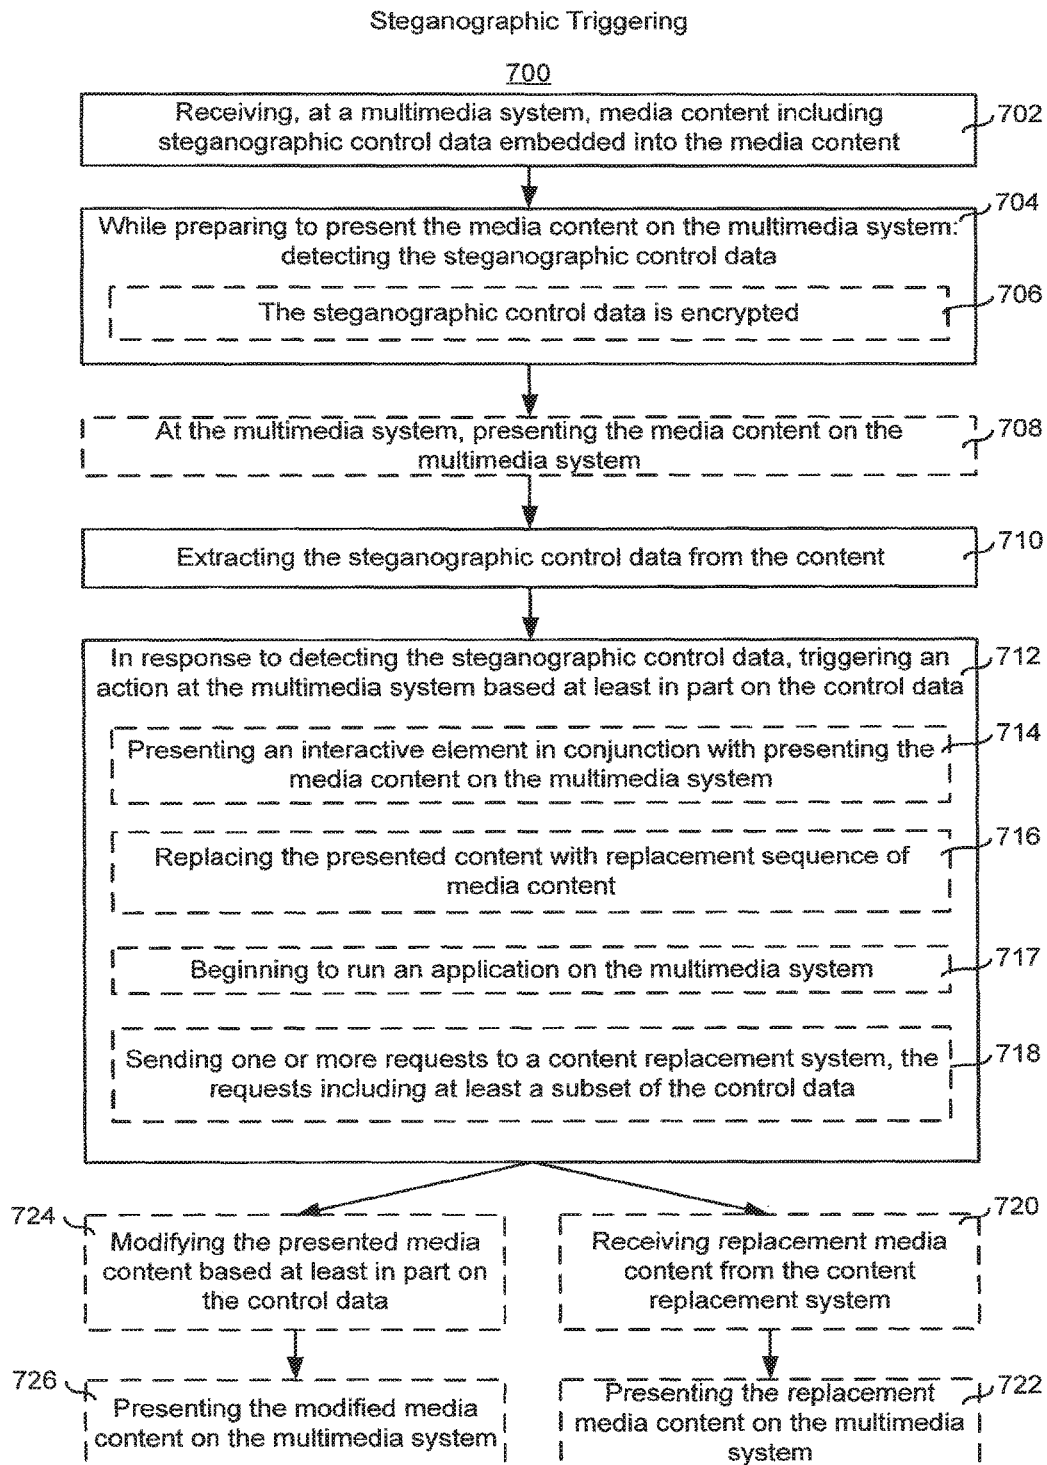 Steganographic Triggering
700
Receiving, at a multimedia system, media content including
steganographic control data embedded into the media content
702
While preparing to present the media content on the multimedia system:
detecting the steganographic control data
704
The steganographic control data is encrypted
706
At the multimedia system, presenting the media content on the
multimedia system
708
Extracting the steganographic control data from the content
710
In response to detecting the steganographic control data, triggering an
action at the multimedia system based at least in part on the control data
712
Presenting an interactive element in conjunction with presenting the
media content on the multimedia system
714
Replacing the presented content with replacement sequence of
media content
716
Beginning to run an application on the multimedia system
717
Sending one or more requests to a content replacement system, the
requests including at least a subset of the control data
718
724
Modifying the presented media
content based at least in part on
the control data
720
Receiving replacement media
content from the content
replacement system
726
Presenting the modified media
content on the multimedia system
722
Presenting the replacement
media content on the multimedia
system